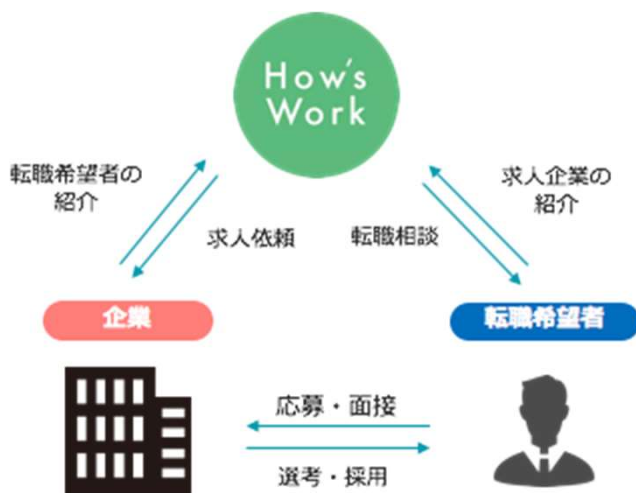 How's
Work
転職希望者の
紹介
求人企業の
紹介
求人依頼
転職相談
企業
転職希望者
応募・面接
選考・採用